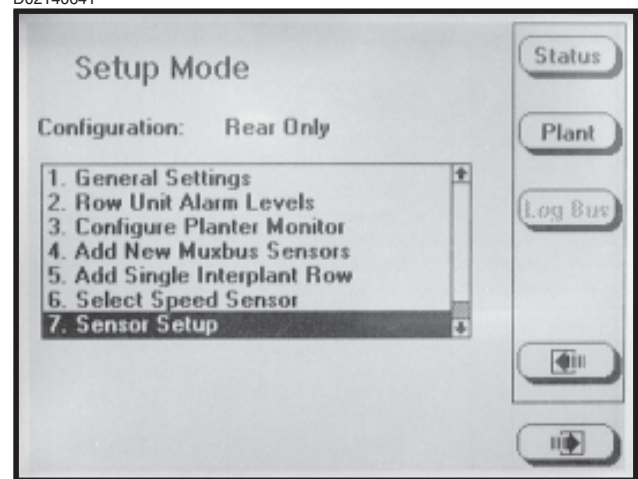 D02140641
Setup Mode
Configuration: Rear Only
1. General Settings
2. Row Unit Alarm Levels
3. Configure Planter Monitor
4. Add New Muxbus Sensors
5. Add Single Interplant Row
6. Select Speed Sensor
7. Sensor Setup
Status
Plant
Log Bus